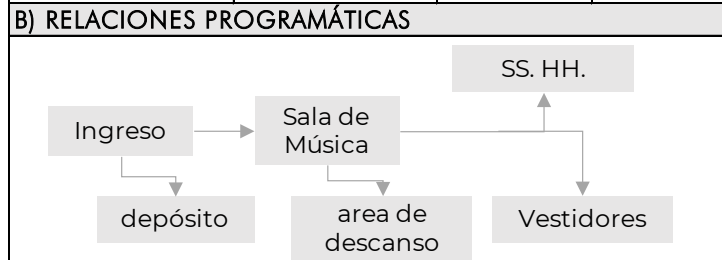 B) RELACIONES PROGRAMÁTICAS
SS. HH.
Ingreso
Sala de
Música
depósito
area de
descanso
Vestidores